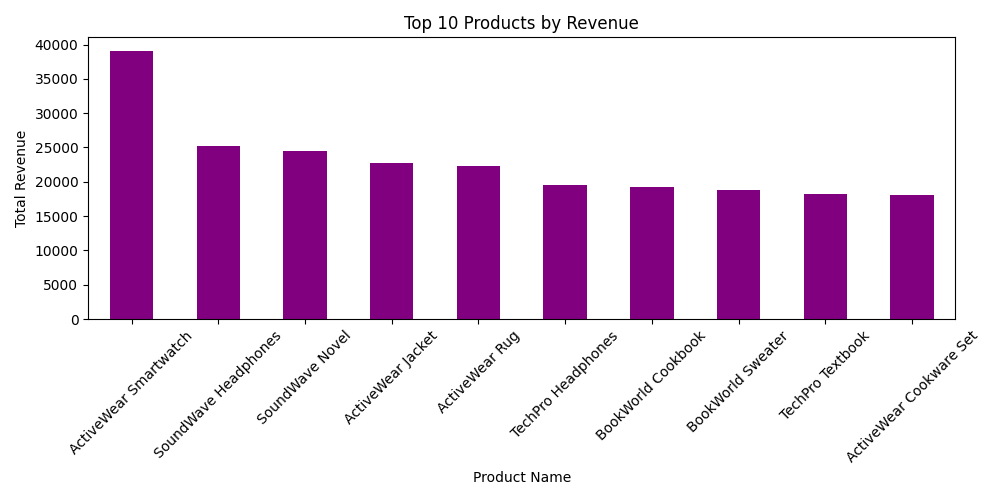 Top 10 Products by Revenue
Total Revenue
40000
35000
30000
25000
20000
15000
10000
5000
0
ActiveWear Smartwatch
SoundWave Headphones
SoundWave Novel
ActiveWear Jacket
ActiveWear Rug
TechPro Headphones
BookWorld Cookbook
BookWorld Sweater
TechPro Textbook
ActiveWear Cookware Set
Product Name